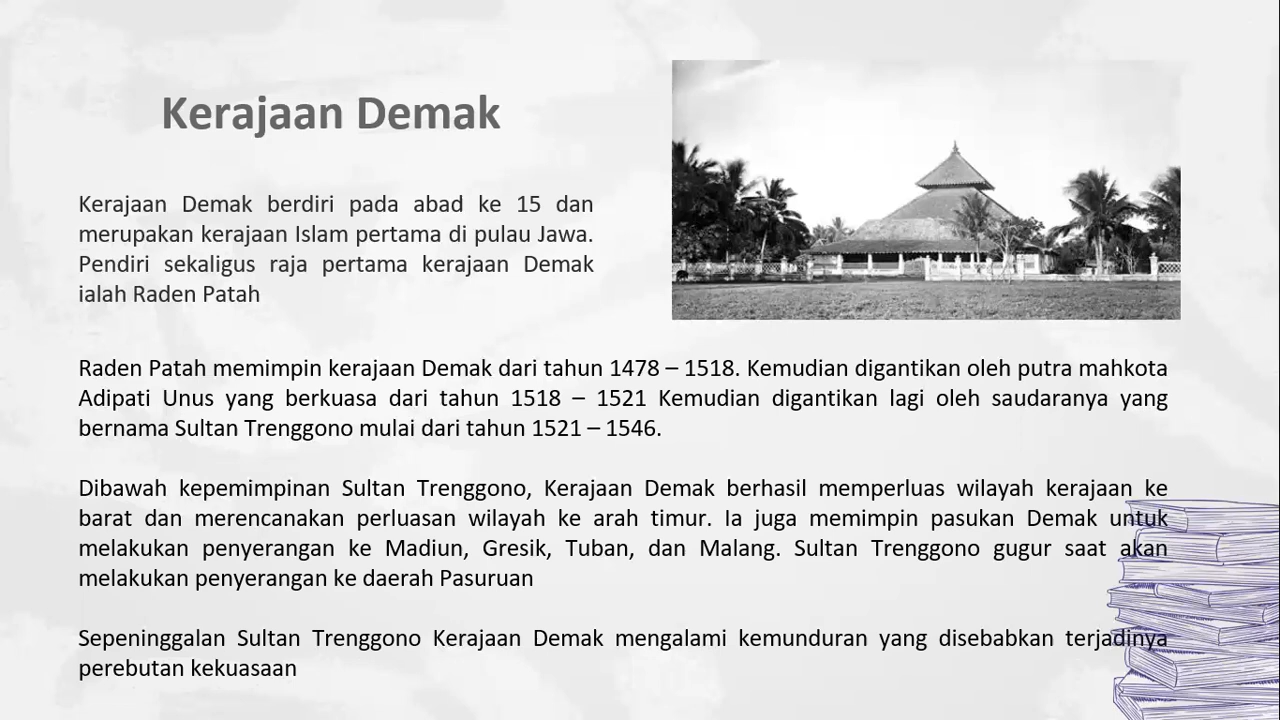 Kerajaan Demak
Kerajaan Demak berdiri pada abad ke 15 dan
merupakan kerajaan Islam pertama di pulau Jawa.
Pendiri sekaligus raja pertama kerajaan Demak
ialah Raden Patah
Raden Patah memimpin kerajaan Demak dari tahun 1478 – 1518. Kemudian digantikan oleh putra mahkota
Adipati Unus yang berkuasa dari tahun 1518 – 1521 Kemudian digantikan lagi oleh saudaranya yang
bernama Sultan Trenggono mulai dari tahun 1521 – 1546.
Dibawah kepemimpinan Sultan Trenggono, Kerajaan Demak berhasil memperluas wilayah kerajaan ke
barat dan merencanakan perluasan wilayah ke arah timur. Ia juga memimpin pasukan Demak untuk
melakukan penyerangan ke Madiun, Gresik, Tuban, dan Malang. Sultan Trenggono gugur saat akan
melakukan penyerangan ke daerah Pasuruan
Sepeninggalan Sultan Trenggono Kerajaan Demak mengalami kemunduran yang disebabkan terjadinya
perebutan kekuasaan